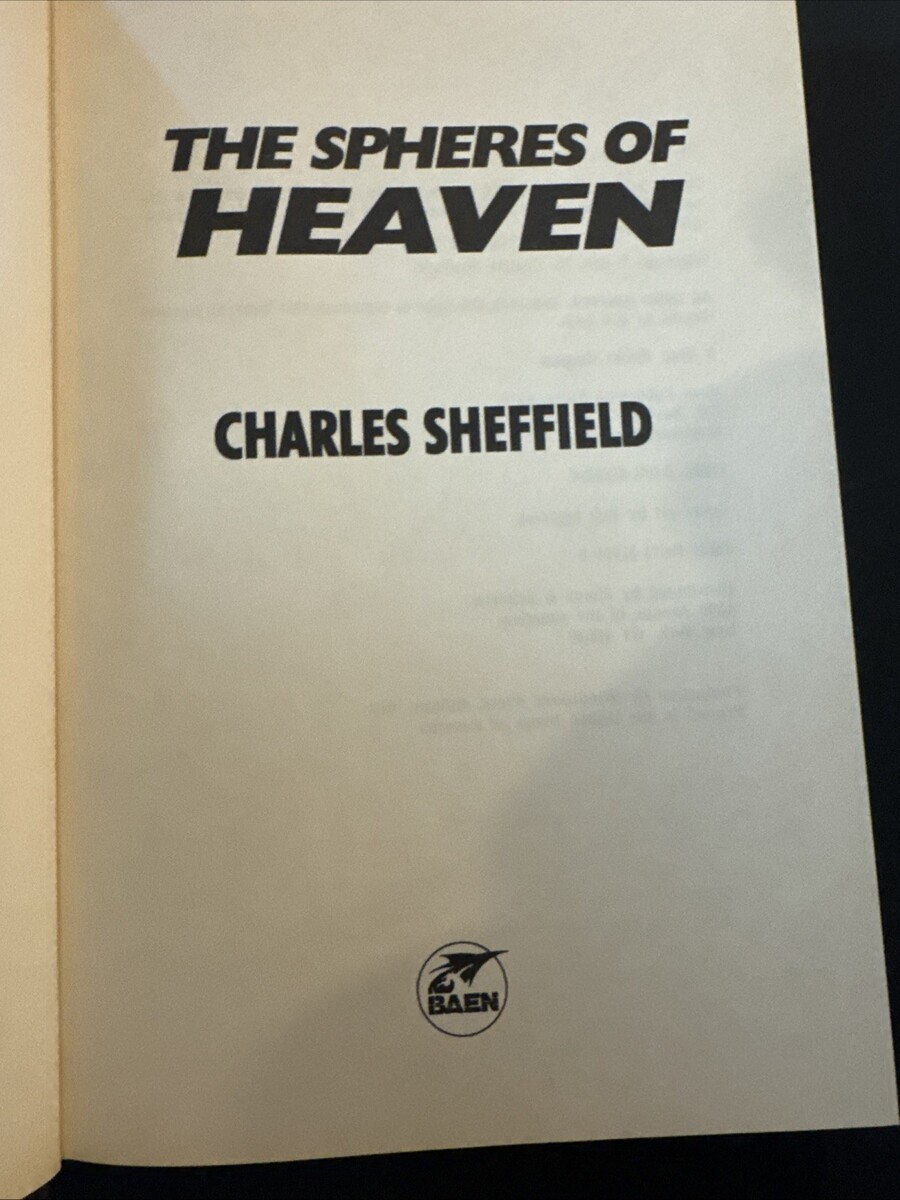 THE SPHERES OF
HEAVEN
CHARLES SHEFFIELD
BAEN